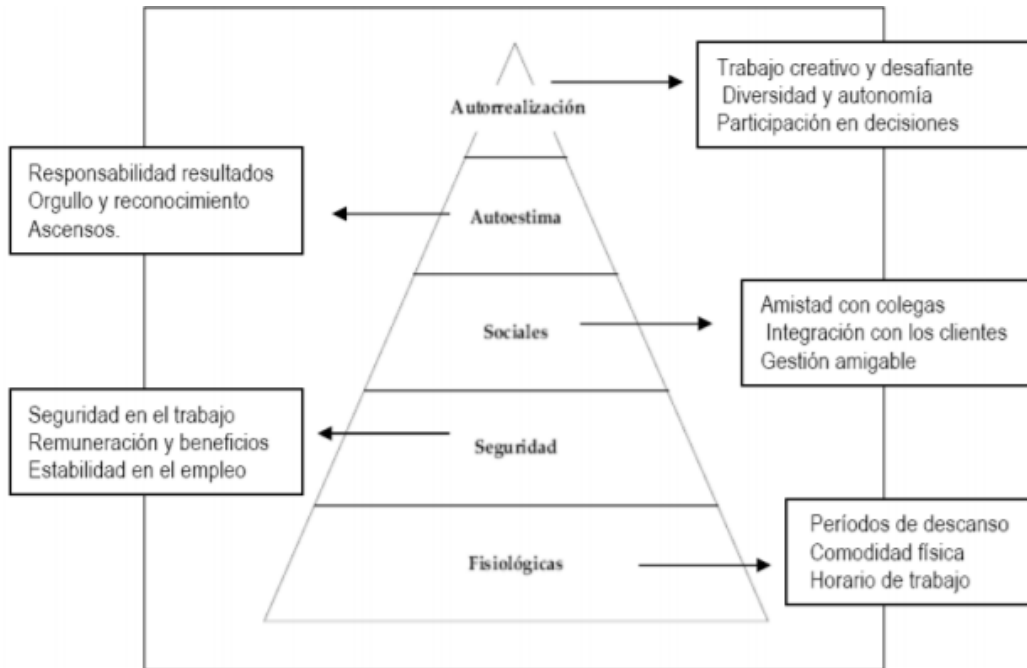 Trabajo creativo y desafiante
Diversidad y autonomía
Participación en decisiones
Autorrealización
Responsabilidad resultados
Orgullo y reconocimiento
Ascensos.
Autoestima
Amistad con colegas
Integración con los clientes
Gestión amigable
Sociales
Seguridad en el trabajo
Remuneración y beneficios
Estabilidad en el empleo
Seguridad
Períodos de descanso
Comodidad física
Horario de trabajo
Fisiológicas